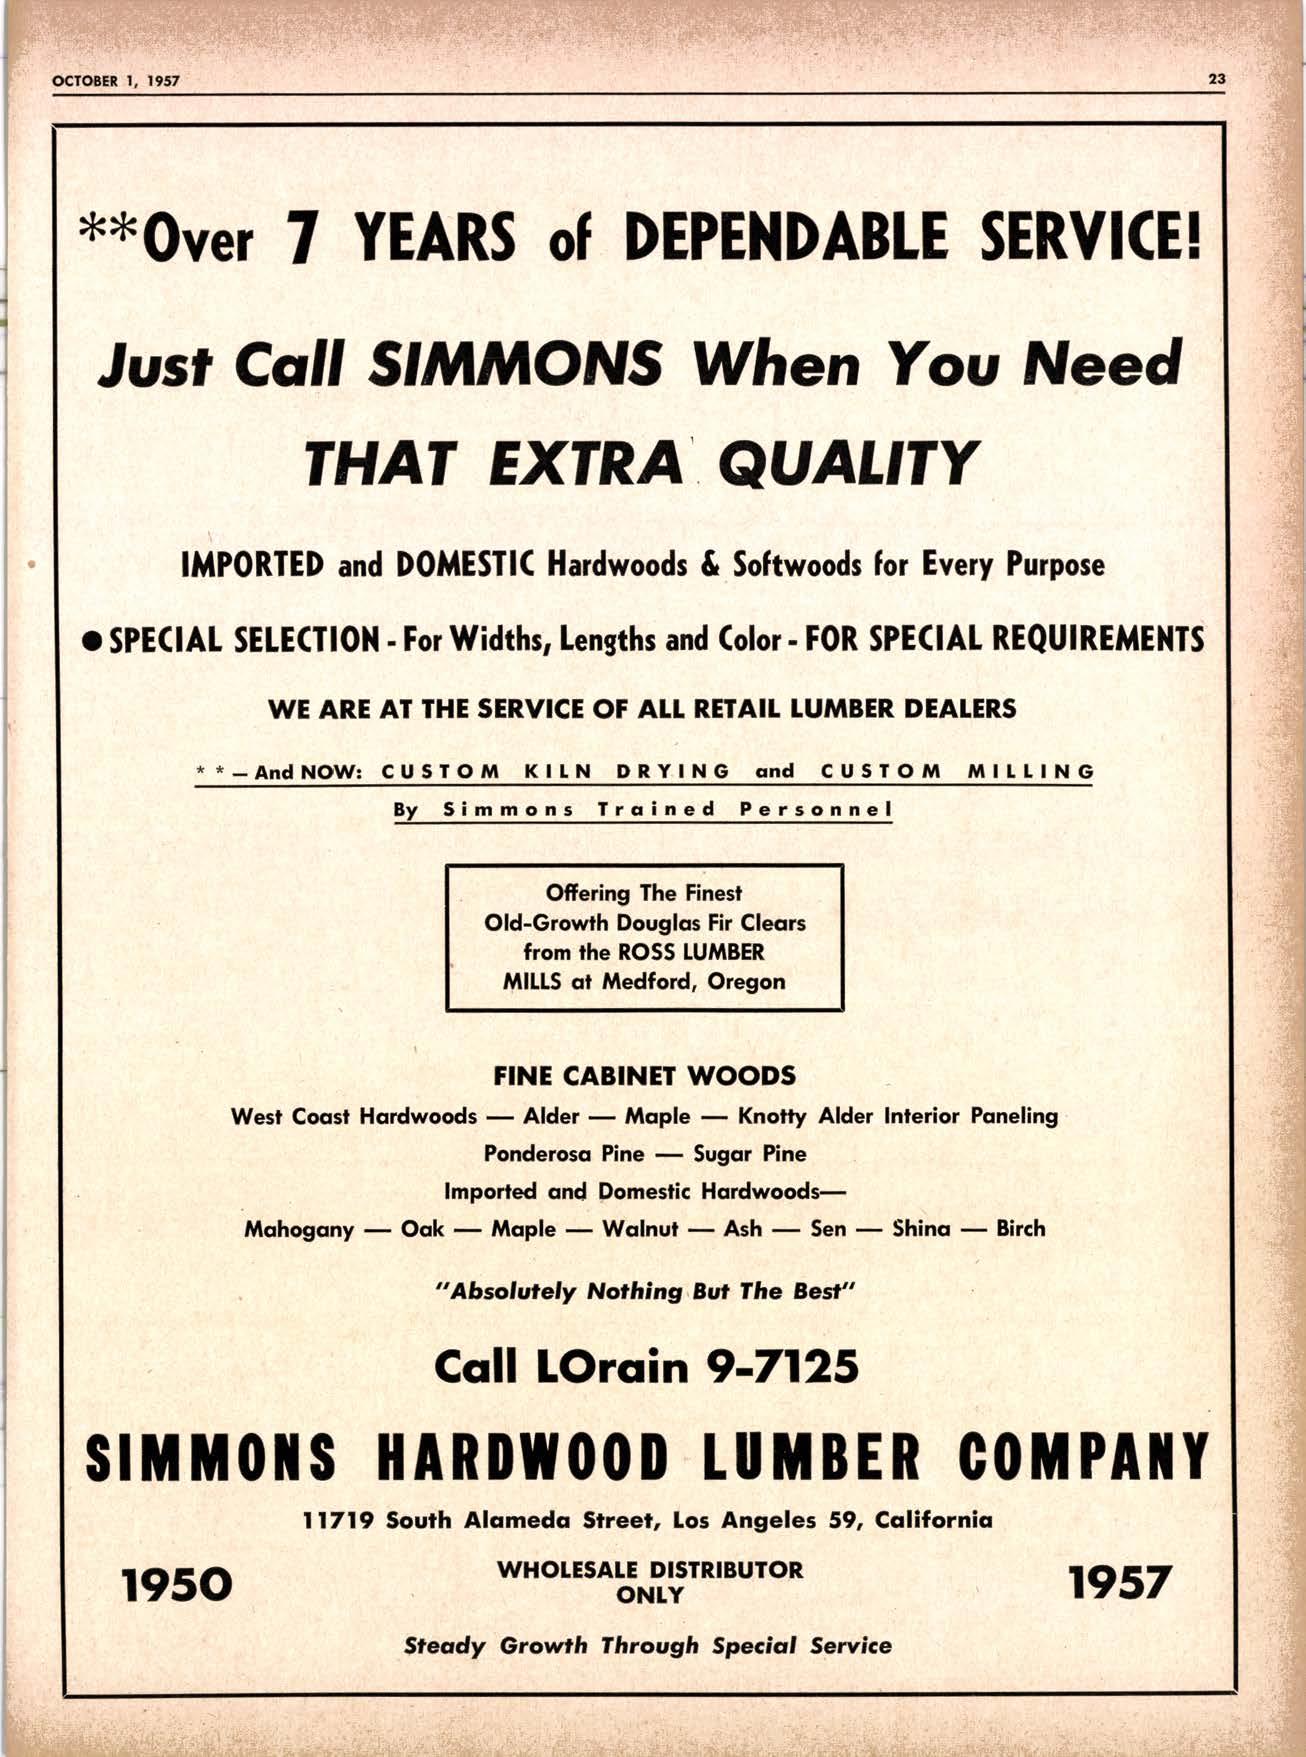 OCTOBER 1, 1957
23
**Over 7 YEARS of DEPENDABLE SERVICE!
Just Call SIMMONS When You Need
THAT EXTRA QUALITY
IMPORTED and DOMESTIC Hardwoods & Softwoods for Every Purpose
● SPECIAL SELECTION - For Widths, Lengths and Color - FOR SPECIAL REQUIREMENTS
WE ARE AT THE SERVICE OF ALL RETAIL LUMBER DEALERS
* * — And NOW: CUSTOM KILN DRYING and CUSTOM MILLING
By Simmons Trained Personnel
Offering The Finest
Old-Growth Douglas Fir Clears
from the ROSS LUMBER
MILLS at Medford, Oregon
FINE CABINET WOODS
West Coast Hardwoods — Alder — Maple — Knotty Alder Interior Paneling
Ponderosa Pine — Sugar Pine
Imported and Domestic Hardwoods—
Mahogany — Oak — Maple — Walnut — Ash — Sen — Shina — Birch
"Absolutely Nothing But The Best"
Call LOrain 9-7125
SIMMONS HARDWOOD LUMBER COMPANY
11719 South Alameda Street, Los Angeles 59, California
1950
WHOLESALE DISTRIBUTOR
ONLY
1957
Steady Growth Through Special Service